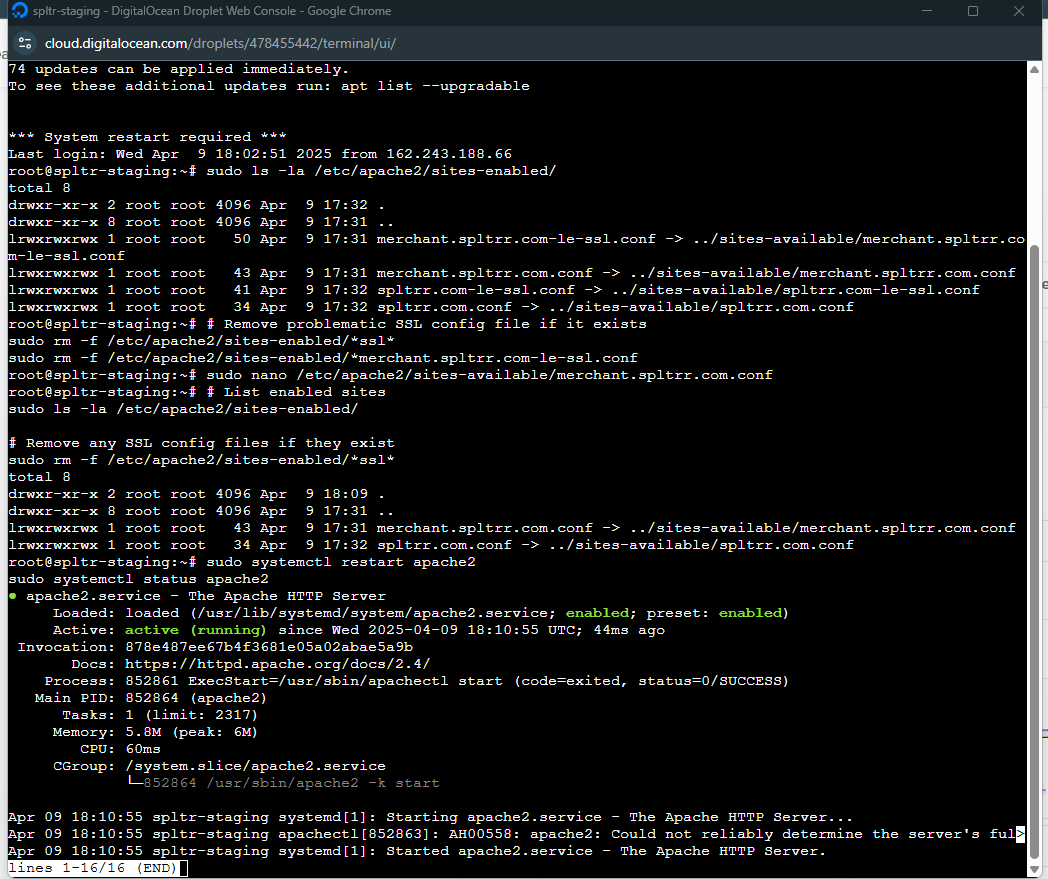 spltr-staging - DigitalOcean Droplet Web Console - Google Chrome
cloud.digitalocean.com/droplets/478455442/terminal/ui/
74 updates can be applied immediately.
To see these additional updates run: apt list --upgradable
*** System restart required ***
Last login: Wed Apr  9 18:02:51 2025 from 162.243.188.66
root@spltr-staging:~# sudo ls -la /etc/apache2/sites-enabled/
total 8
drwxr-xr-x 2 root root 4096 Apr  9 17:32 .
drwxr-xr-x 8 root root 4096 Apr  9 17:31 ..
lrwxrwxrwx 1 root root   50 Apr  9 17:31 merchant.spltrr.com-le-ssl.conf -> ../sites-available/merchant.spltrr.co
m-le-ssl.conf
lrwxrwxrwx 1 root root   43 Apr  9 17:31 merchant.spltrr.com.conf -> ../sites-available/merchant.spltrr.com.conf
lrwxrwxrwx 1 root root   41 Apr  9 17:32 spltrr.com-le-ssl.conf -> ../sites-available/spltrr.com-le-ssl.conf
lrwxrwxrwx 1 root root   34 Apr  9 17:32 spltrr.com.conf -> ../sites-available/spltrr.com.conf
root@spltr-staging:~# # Remove problematic SSL config file if it exists
sudo rm -f /etc/apache2/sites-enabled/*ssl*
sudo rm -f /etc/apache2/sites-enabled/*merchant.spltrr.com-le-ssl.conf
root@spltr-staging:~# sudo nano /etc/apache2/sites-available/merchant.spltrr.com.conf
root@spltr-staging:~# # List enabled sites
sudo ls -la /etc/apache2/sites-enabled/
# Remove any SSL config files if they exist
sudo rm -f /etc/apache2/sites-enabled/*ssl*
total 8
drwxr-xr-x 2 root root 4096 Apr  9 18:09 .
drwxr-xr-x 8 root root 4096 Apr  9 17:31 ..
lrwxrwxrwx 1 root root   43 Apr  9 17:31 merchant.spltrr.com.conf -> ../sites-available/merchant.spltrr.com.conf
lrwxrwxrwx 1 root root   34 Apr  9 17:32 spltrr.com.conf -> ../sites-available/spltrr.com.conf
root@spltr-staging:~# sudo systemctl restart apache2
sudo systemctl status apache2
● apache2.service - The Apache HTTP Server
Loaded: loaded (/usr/lib/systemd/system/apache2.service; enabled; preset: enabled)
Active: active (running) since Wed 2025-04-09 18:10:55 UTC; 44ms ago
Invocation: 878e487ee67b4f3681e05a02abae5a9b
Docs: https://httpd.apache.org/docs/2.4/
Process: 852861 ExecStart=/usr/sbin/apachectl start (code=exited, status=0/SUCCESS)
Main PID: 852864 (apache2)
Tasks: 1 (limit: 2317)
Memory: 5.8M (peak: 6M)
CPU: 60ms
CGroup: /system.slice/apache2.service
└─852864 /usr/sbin/apache2 -k start
Apr 09 18:10:55 spltr-staging systemd[1]: Starting apache2.service - The Apache HTTP Server...
Apr 09 18:10:55 spltr-staging apachectl[852863]: AH00558: apache2: Could not reliably determine the server's ful>
Apr 09 18:10:55 spltr-staging systemd[1]: Started apache2.service - The Apache HTTP Server.
lines 1-16/16 (END)